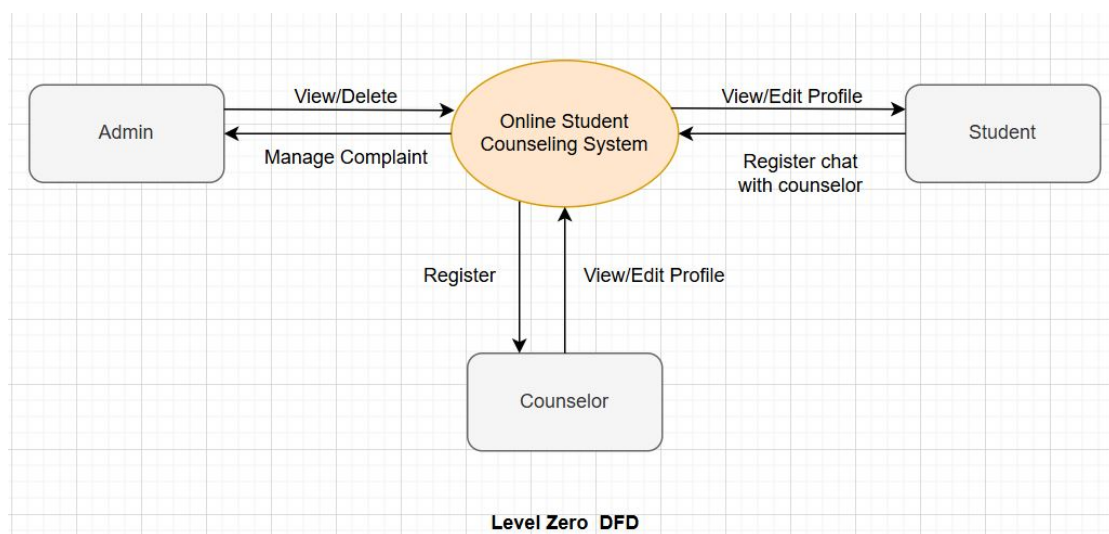 View/Delete
View/Edit Profile
Admin
Online Student
Counseling System
Student
Manage Complaint
Register chat
with counselor
Register
View/Edit Profile
Counselor
Level Zero DFD